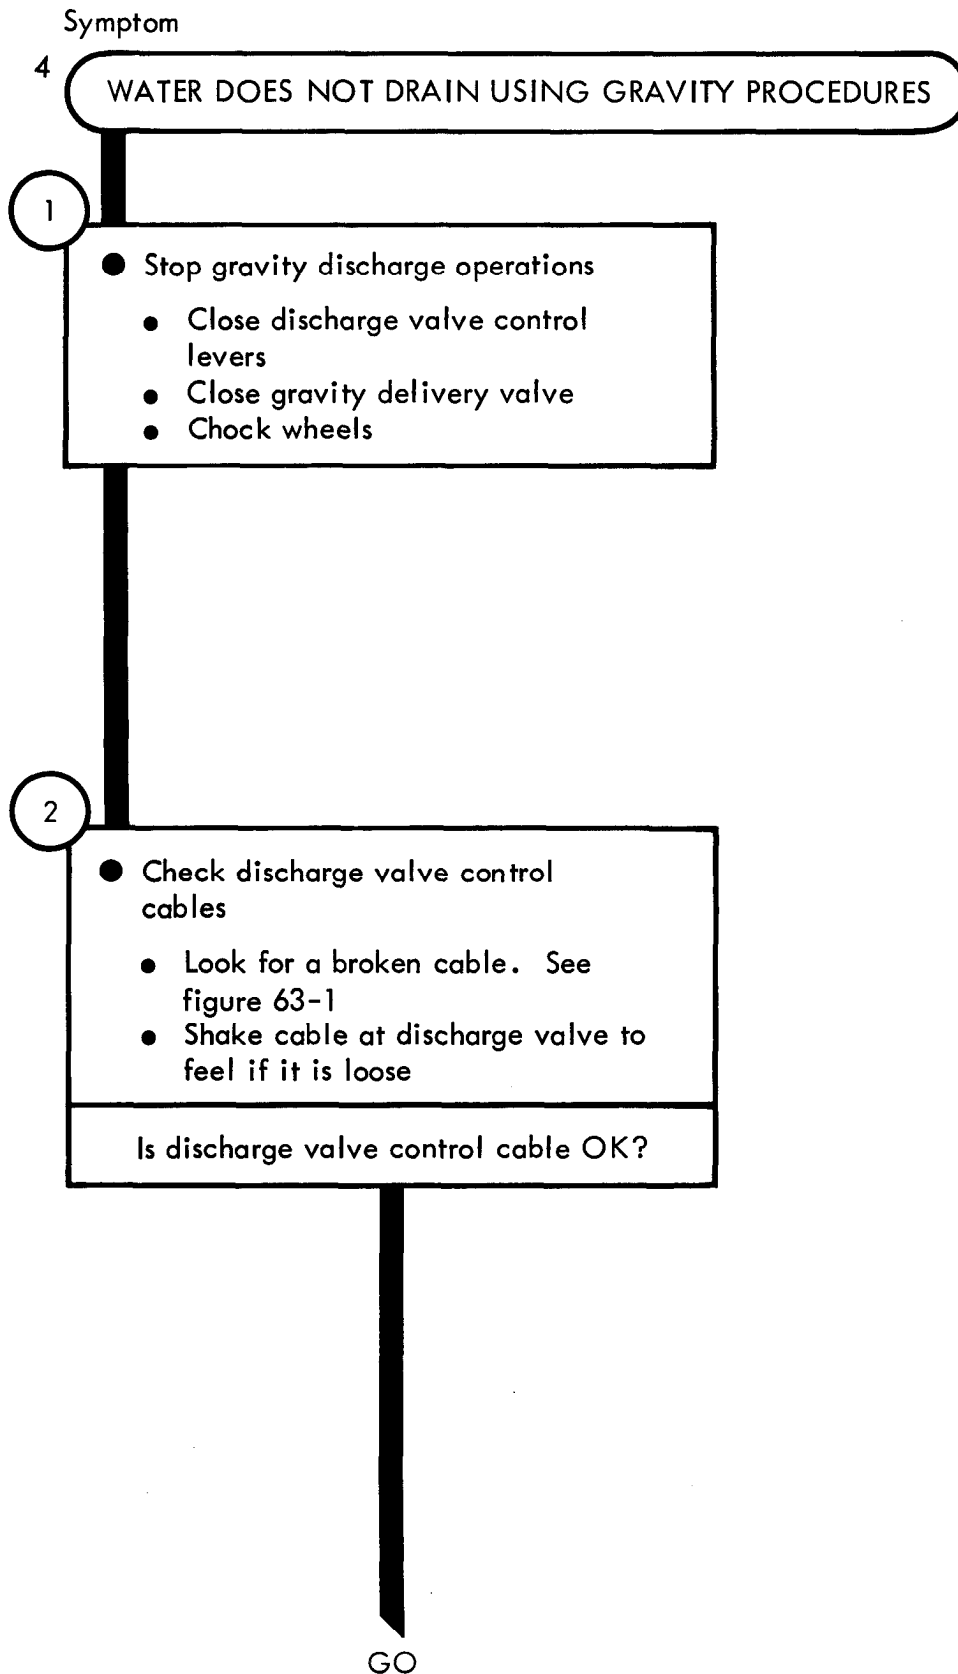 Symptom
4
WATER DOES NOT DRAIN USING GRAVITY PROCEDURES
1
● Stop gravity discharge operations
● Close discharge valve control
levers
● Close gravity delivery valve
● Chock wheels
2
● Check discharge valve control
cables
● Look for a broken cable. See
figure 63-1
● Shake cable at discharge valve to
feel if it is loose
Is discharge valve control cable OK?
GO